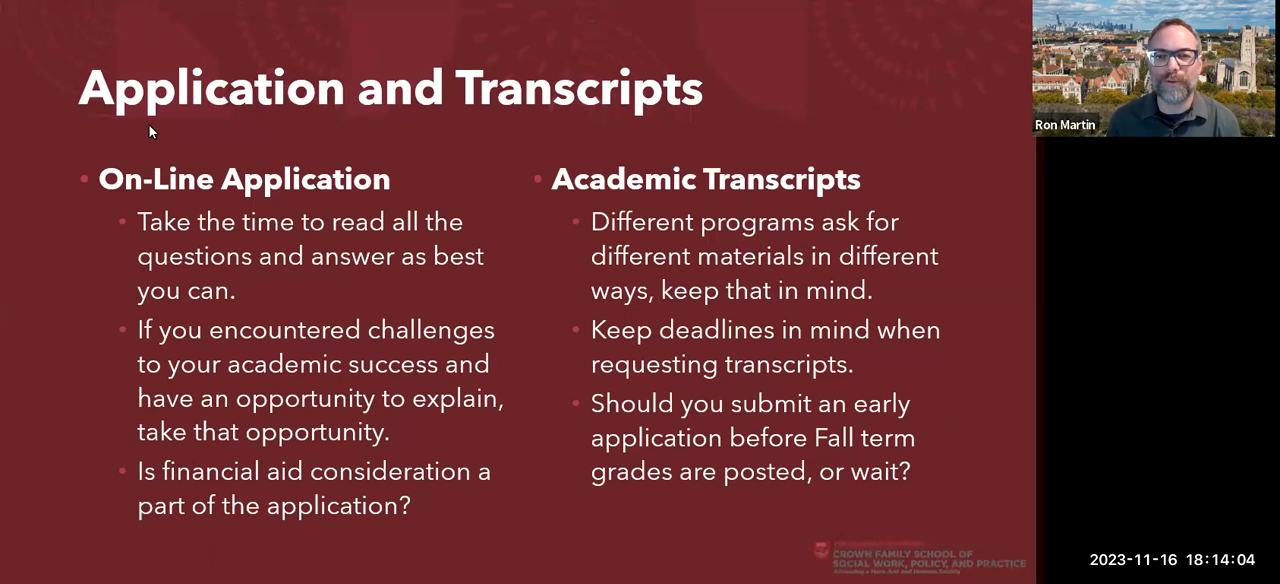 Application and Transcripts
• On-Line Application
• Take the time to read all the
questions and answer as best
you can.
• If you encountered challenges
to your academic success and
have an opportunity to explain,
take that opportunity.
• Is financial aid consideration a
part of the application?
• Academic Transcripts
• Different programs ask for
different materials in different
ways, keep that in mind.
• Keep deadlines in mind when
requesting transcripts.
• Should you submit an early
application before Fall term
grades are posted, or wait?
Ron Martin
CROWN FAMILY SCHOOL OF
SOCIAL WORK, POLICY, AND PRACTICE
2023-11-16 18:14:04